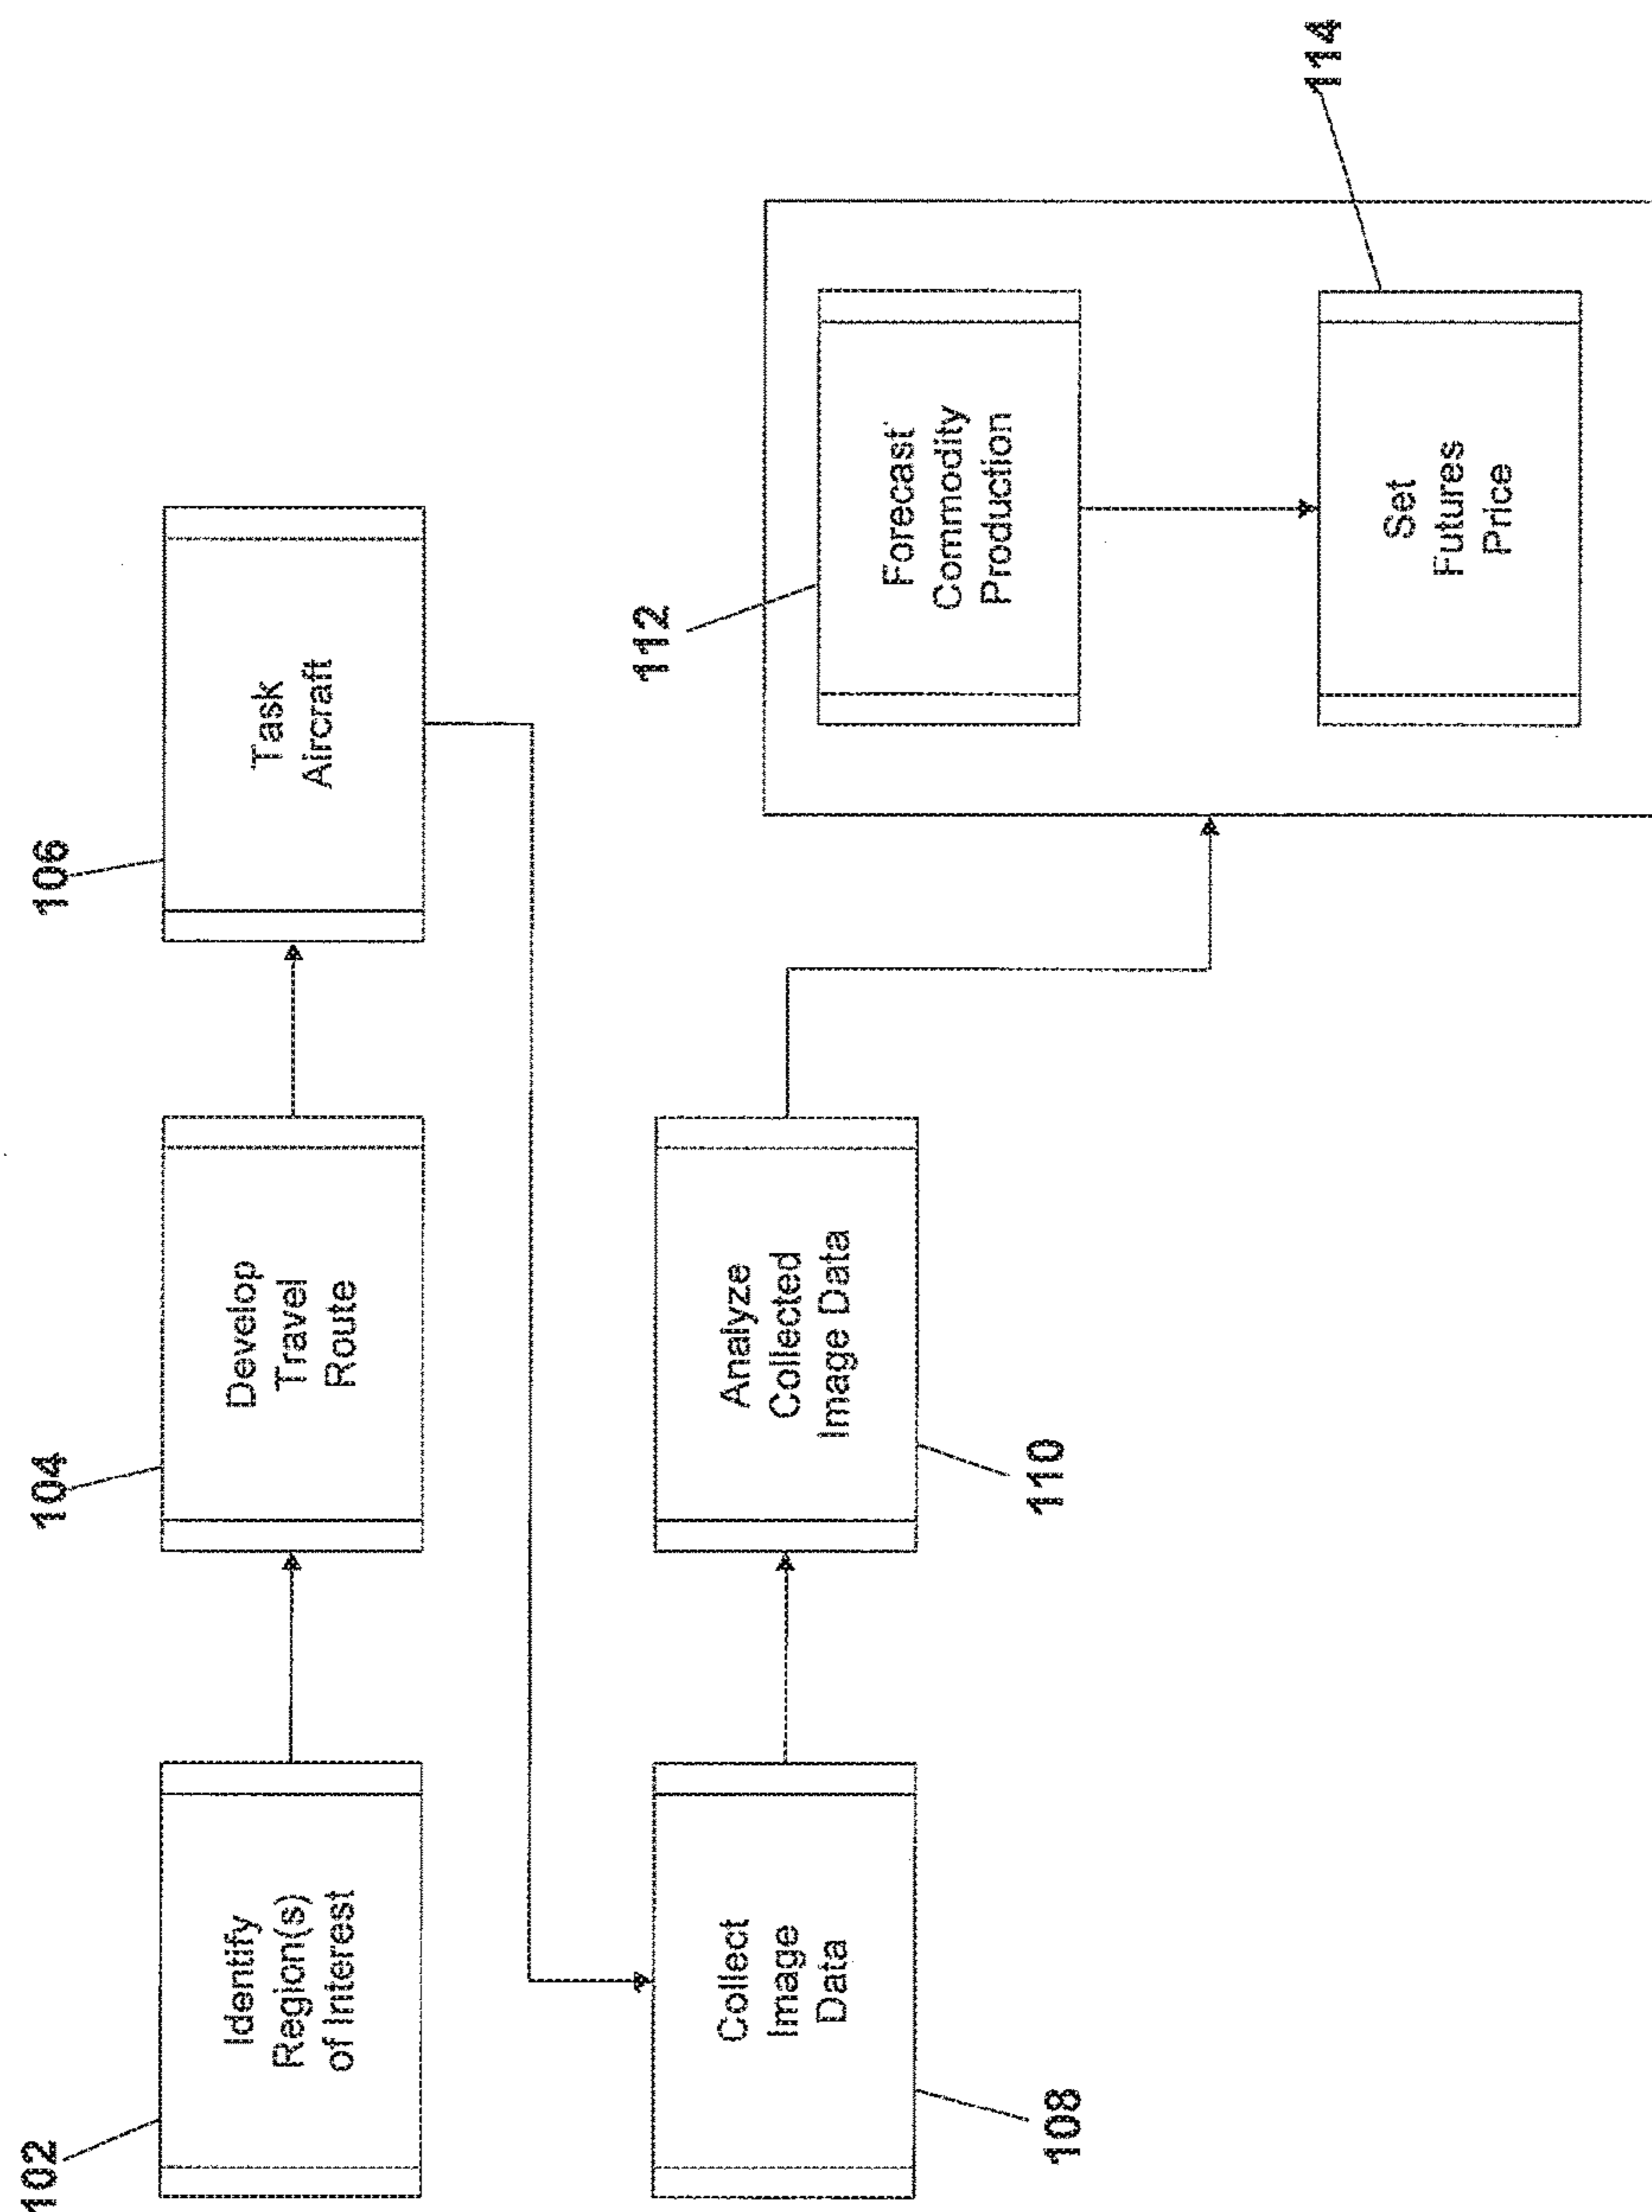 102
Identify
Region(s)
of Interest
104
Develop
Travel
Route
106
Task
Aircraft
108
Collect
Image
Data
110
Analyze
Collected
Image Data
112
Forecast
Commodity
Production
114
Set
Futures
Price